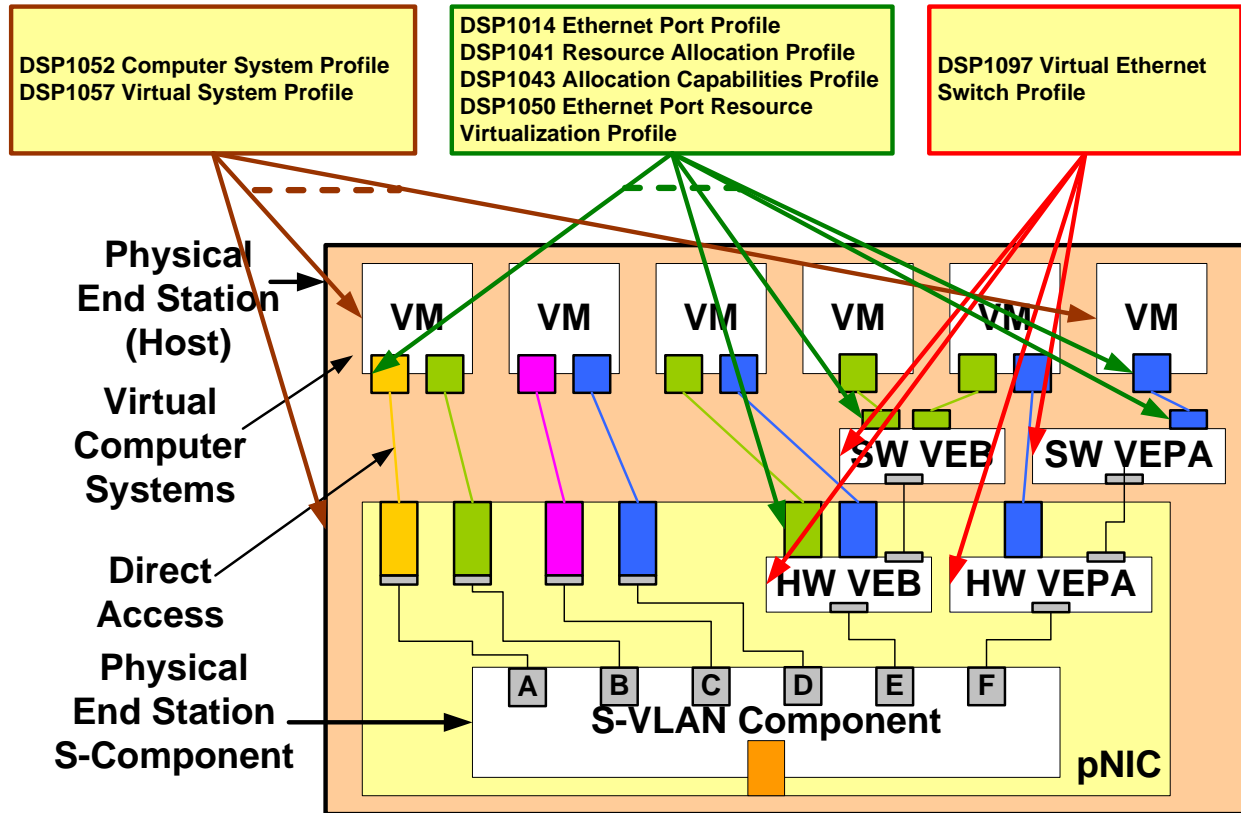 DSP1052 Computer System Profile
DSP1057 Virtual System Profile
DSP1014 Ethernet Port Profile
DSP1041 Resource Allocation Profile
DSP1043 Allocation Capabilities Profile
DSP1050 Ethernet Port Resource
Virtualization Profile
DSP1097 Virtual Ethernet
Switch Profile
Physical
End Station
(Host)
VM
VM
VM
VM
VM
VM
Virtual
Computer
Systems
SW VEB
SW VEPA
Direct
Access
HW VEB
HW VEPA
Physical
End Station
S-Component
A
B
C
D
E
F
S-VLAN Component
pNIC